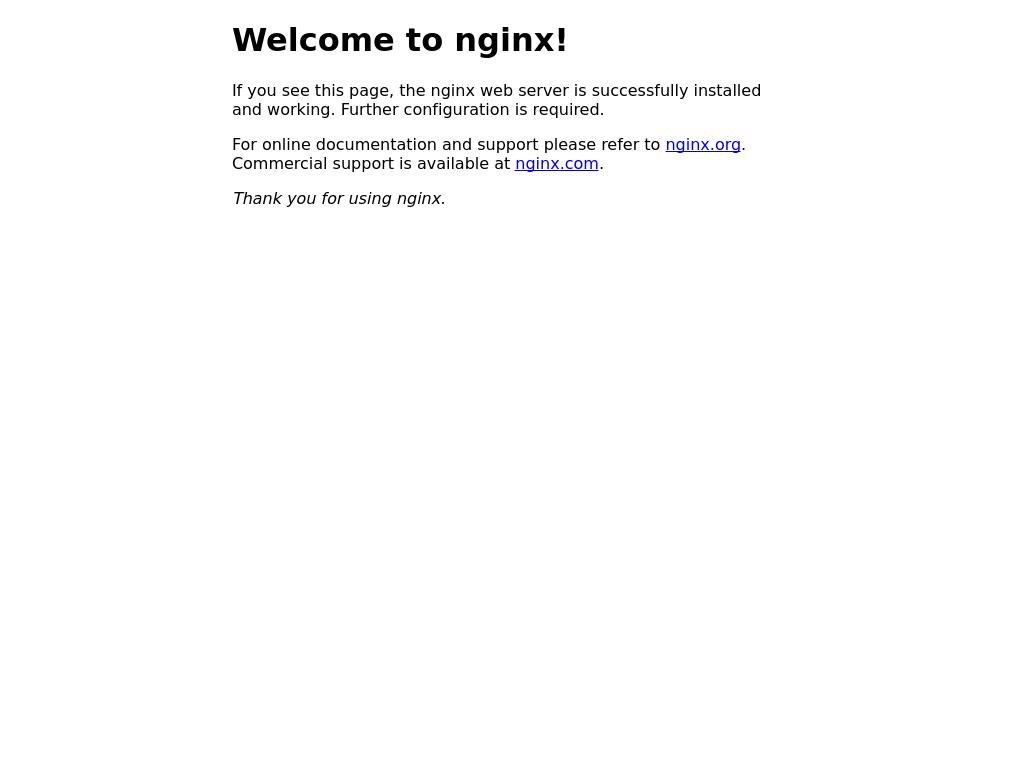 Welcome to nginx!
If you see this page, the nginx web server is successfully installed
and working. Further configuration is required.
For online documentation and support please refer to nginx.org.
Commercial support is available at nginx.com.
Thank you for using nginx.